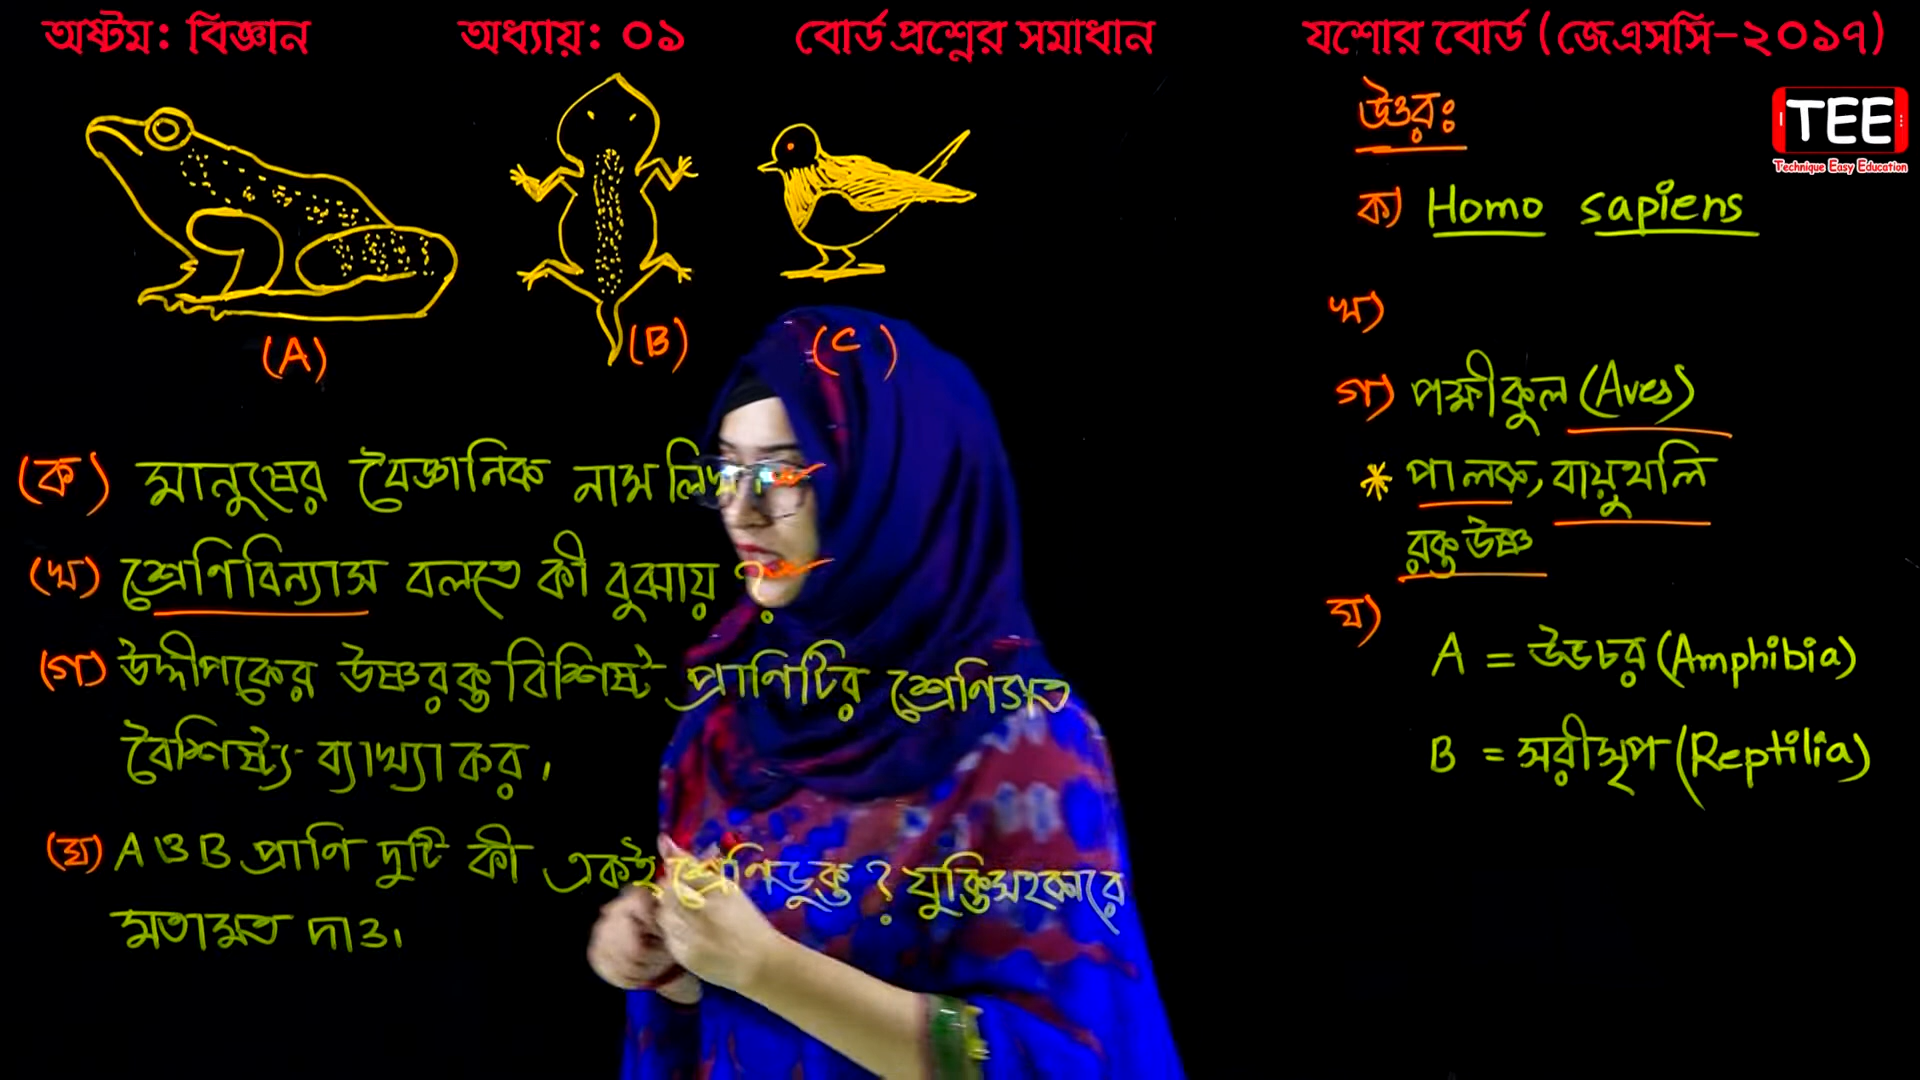 অষ্টম: বিজ্ঞান
অধ্যায়: ০১
বোর্ড প্রশ্নের সমাধান
যশোর বোর্ড (জেএসসি-২০১৭)
TEE
Technique Easy Education
(A)
(B)
(C)
(ক) মানুষের বৈজ্ঞানিক নাম লিখ।
(খ) শ্রেণিবিন্যাস বলতে কী বুঝায় ?
(গ) উদ্দীপকের উষ্ণরক্ত বিশিষ্ট প্রাণিটির শ্রেণিগত
বৈশিষ্ট্য ব্যাখ্যা কর।
(ঘ) A ও B প্রাণি দুটি কী একই শ্রেণিভুক্ত ? যুক্তিসহকারে
মতামত দাও।
উত্তরঃ
ক) Homo sapiens
খ)
গ) পক্ষীকুল (Aves)
* পালক, বায়ুথলি
রক্ত উষ্ণ
ঘ)
A = উভচর (Amphibia)
B = সরীসৃপ (Reptilia)